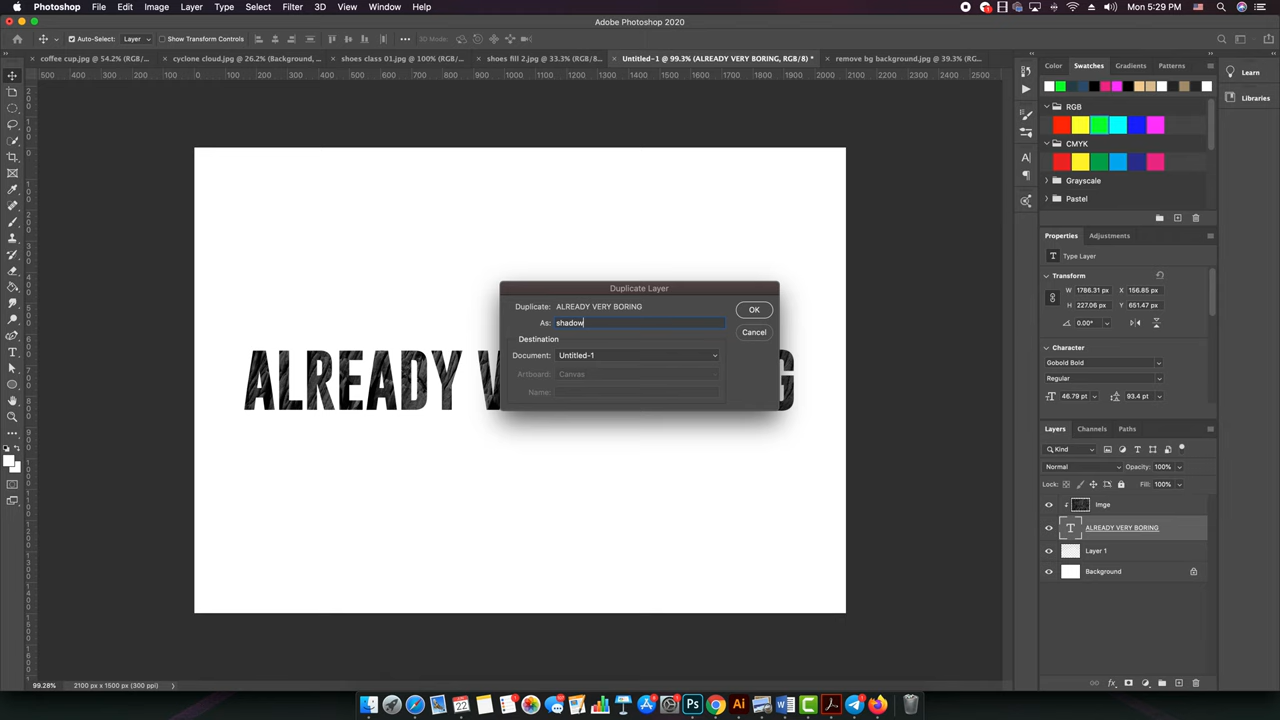 Photoshop File Edit Image Layer Type Select Filter 3D View Window Help Mon 5:29 PM
Adobe Photoshop 2020
Auto-Select: Layer Show Transform Controls 3D Mode:
coffee cup.jpg @ 54.2% (RGB/... cyclone cloud.jpg @ 26.2% (Background, ... shoes class 01.jpg @ 100% (RGB/... shoes fill 2.jpg @ 33.3% (RGB/8... Untitled-1 @ 99.3% (ALREADY VERY BORING, RGB/8) * remove bg background.jpg @ 39.3% (RGB/...
Color Swatches Gradients Patterns
Learn
Libraries
RGB
CMYK
Grayscale
Pastel
Properties Adjustments
Type Layer
Transform
W 1786.31 px X 156.85 px
H 227.06 px Y 651.47 px
0.00°
Character
Gobold Bold
Regular
46.79 pt 93.4 pt
Layers Channels Paths
Kind
Normal Opacity: 100%
Lock: Fill: 100%
Imge
ALREADY VERY BORING
Layer 1
Background
Duplicate Layer
Duplicate: ALREADY VERY BORING
As: shadow
OK
Cancel
Destination
Document: Untitled-1
Artboard: Canvas
Name:
ALREADY V G
99.28% 2100 px x 1500 px (300 ppi)